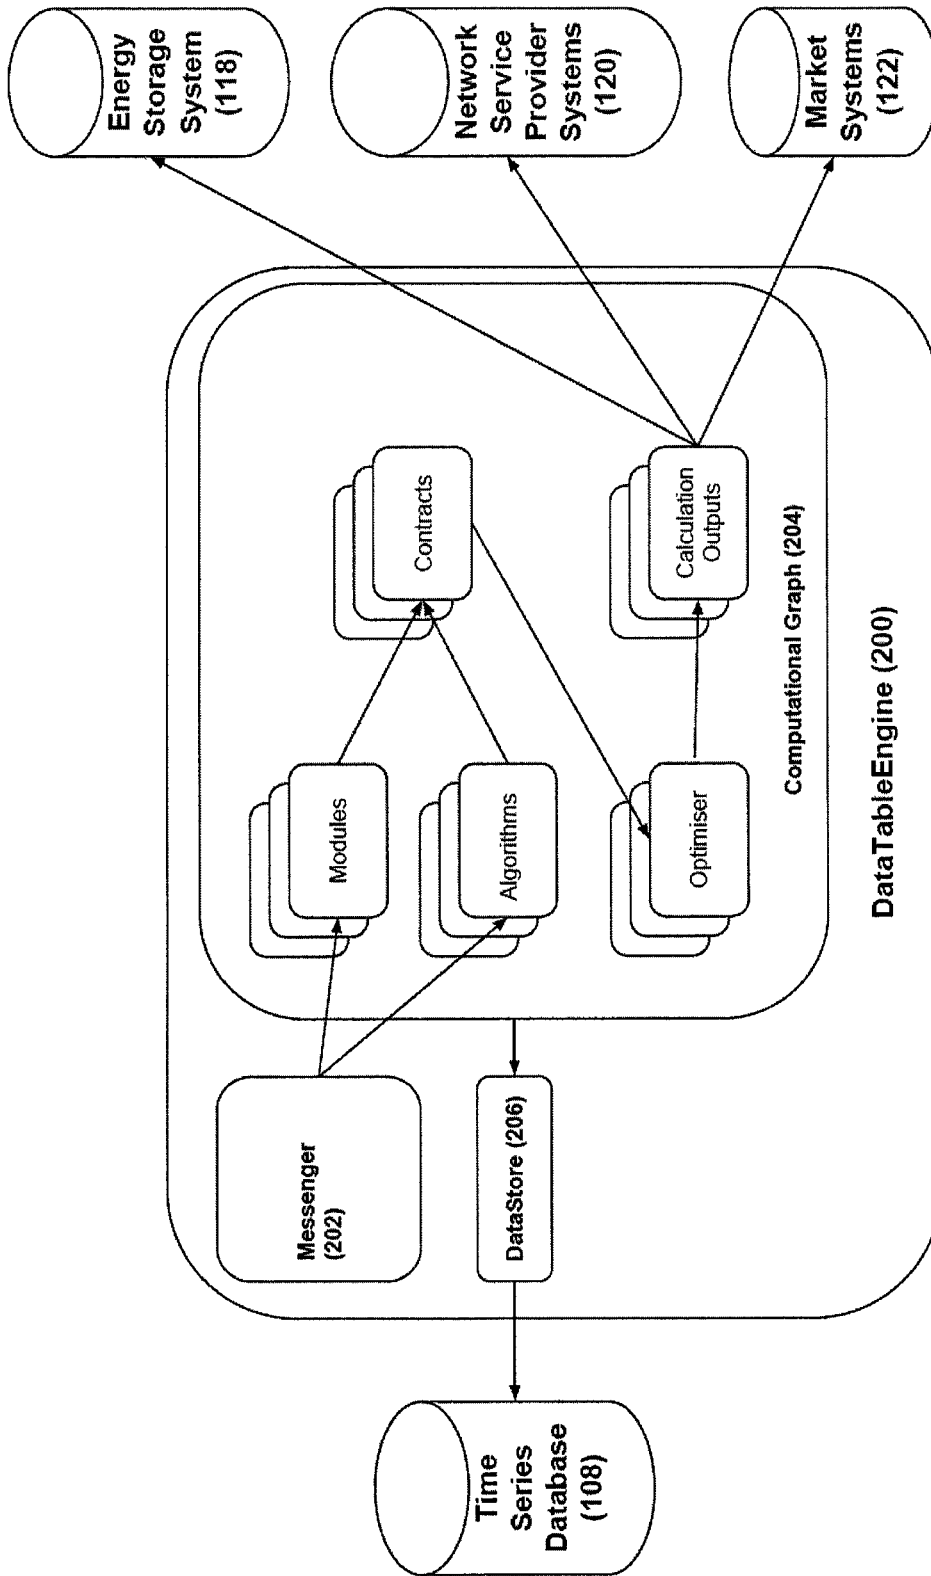 Time
Series
Database
(108)
Messenger
(202)
DataStore (206)
Modules
Algorithms
Optimiser
Contracts
Calculation
Outputs
Computational Graph (204)
DataTableEngine (200)
Energy
Storage
System
(118)
Network
Service
Provider
Systems
(120)
Market
Systems
(122)